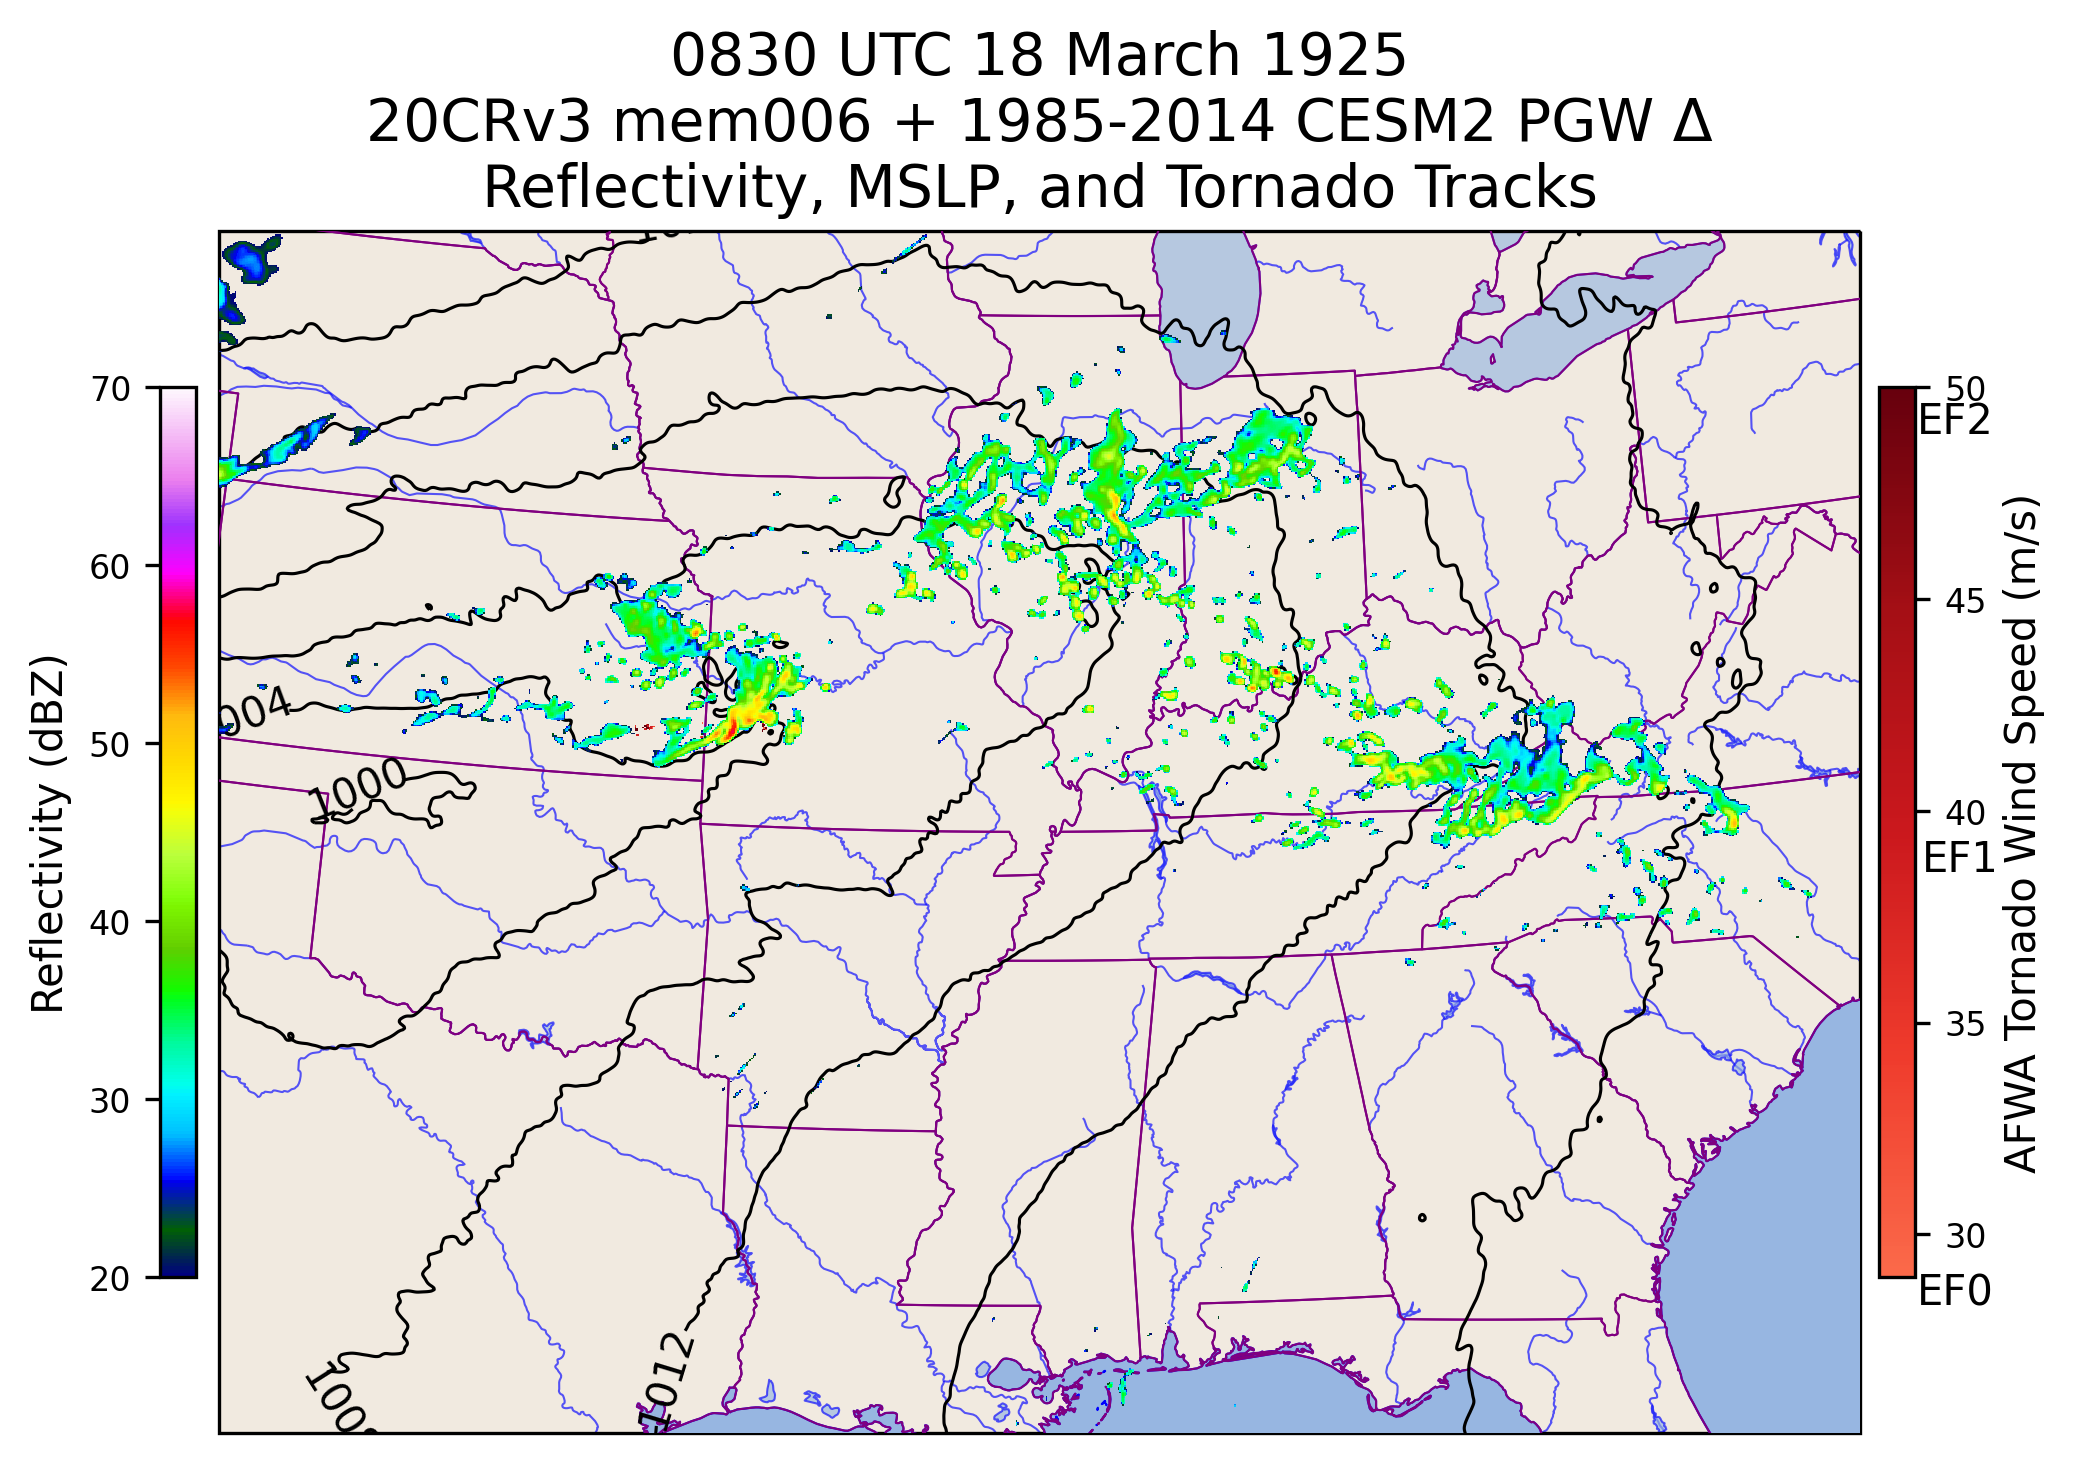 0830 UTC 18 March 1925
20CRv3 mem006 + 1985-2014 CESM2 PGW Δ
Reflectivity, MSLP, and Tornado Tracks
70
60
50
40
30
20
Reflectivity (dBZ)
004
1000
100
1012
50
EF2
45
40
EF1
35
30
EF0
AFWA Tornado Wind Speed (m/s)